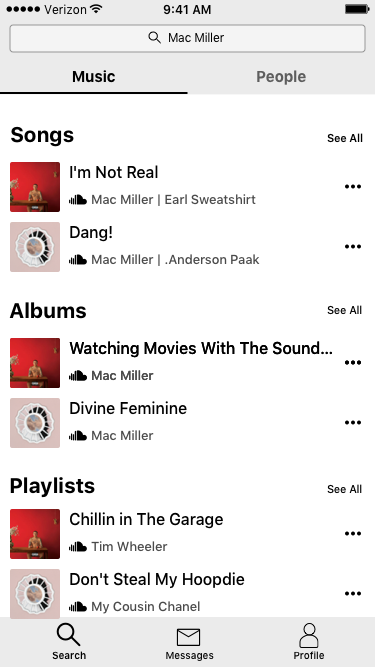 Verizon 9:41 AM
Mac Miller
Music People
Songs See All
I'm Not Real
Mac Miller | Earl Sweatshirt
Dang!
Mac Miller | .Anderson Paak
Albums See All
Watching Movies With The Sound...
Mac Miller
Divine Feminine
Mac Miller
Playlists See All
Chillin in The Garage
Tim Wheeler
Don't Steal My Hoopdie
My Cousin Chanel
Search Messages Profile